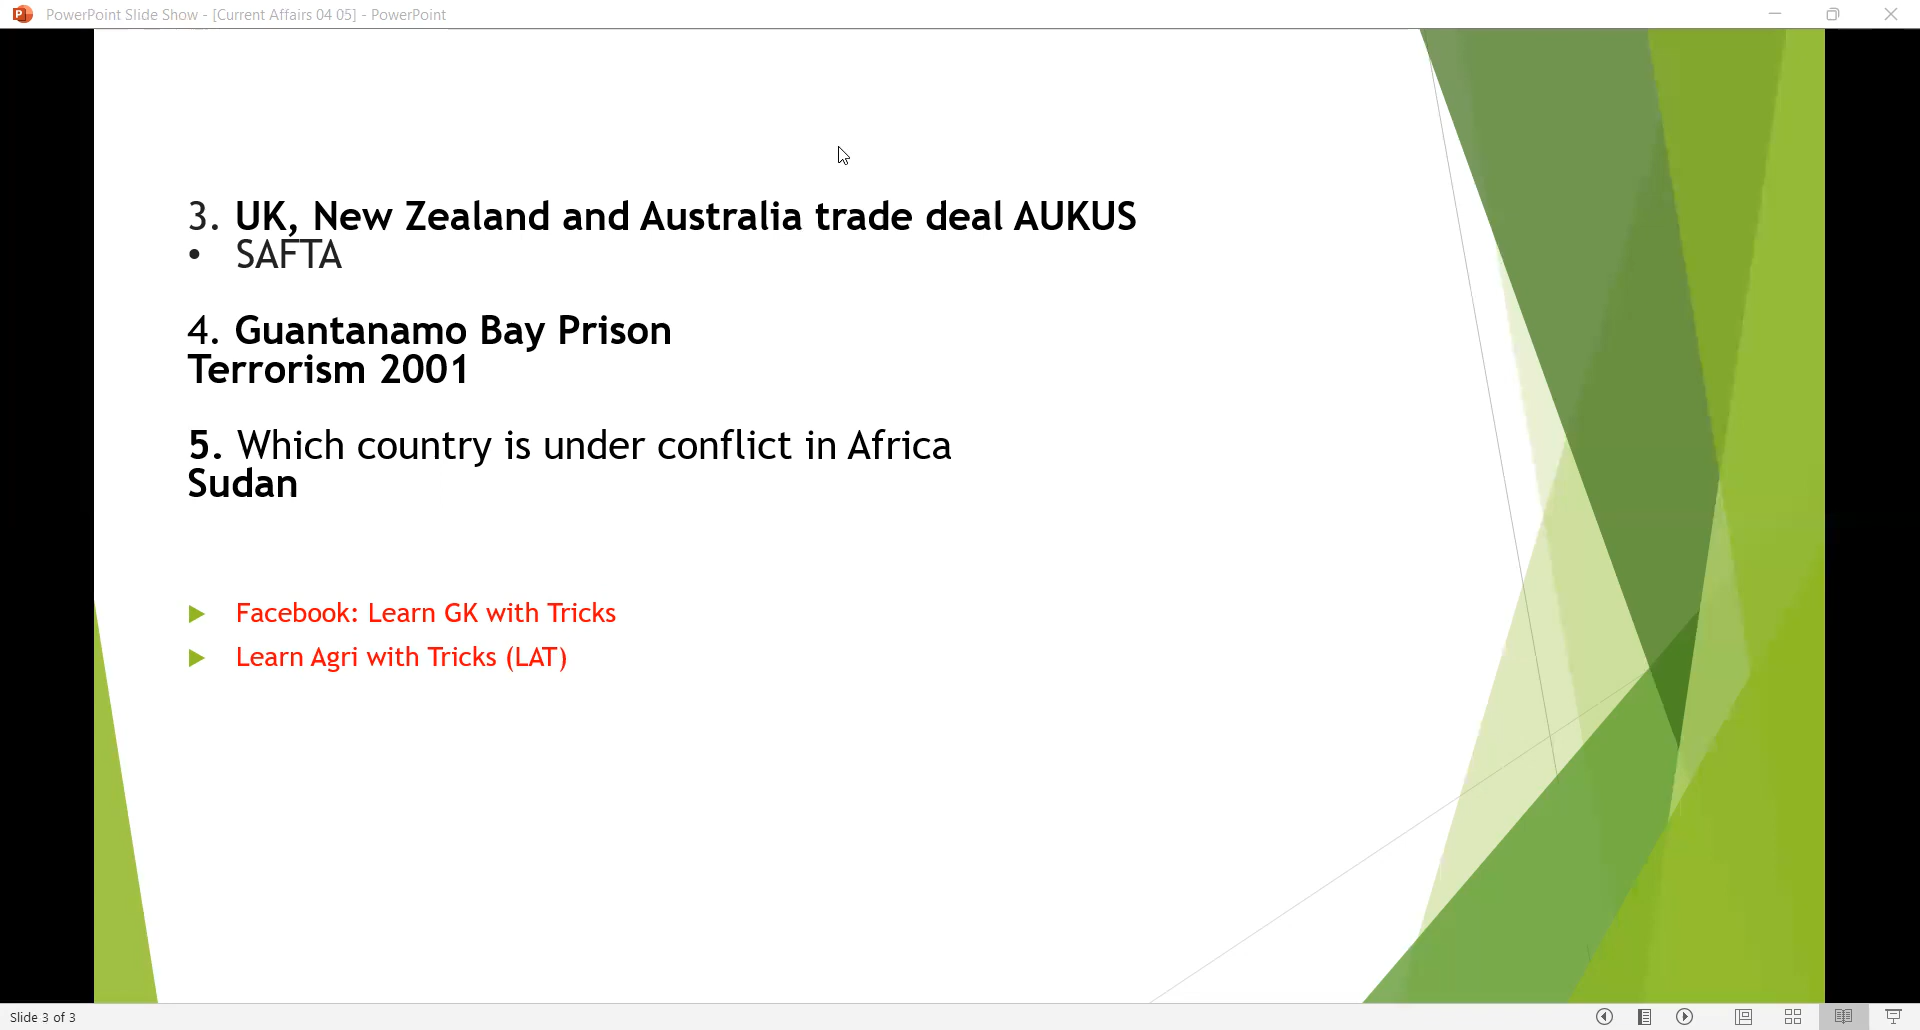 PowerPoint Slide Show - [Current Affairs 04 05] - PowerPoint
3. UK, New Zealand and Australia trade deal AUKUS
• SAFTA
4. Guantanamo Bay Prison
Terrorism 2001
5. Which country is under conflict in Africa
Sudan
Facebook: Learn GK with Tricks
Learn Agri with Tricks (LAT)
Slide 3 of 3